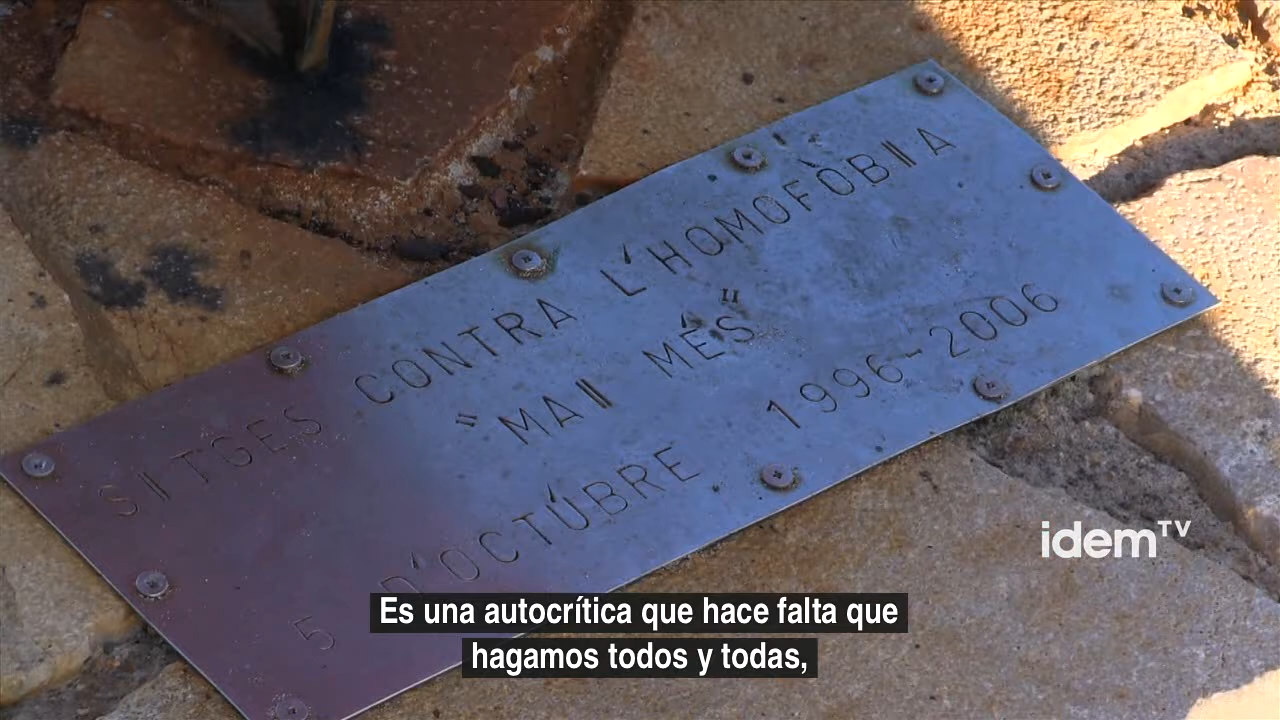 SITGES CONTRA L'HOMOFÒBIA
"MAI MÉS"
5 D'OCTÚBRE 1996-2006
idemTV
Es una autocrítica que hace falta que
hagamos todos y todas,